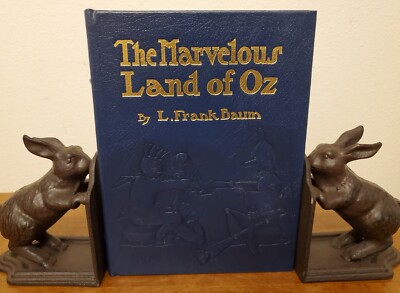 The Marvelous
Land of Oz
By L. Frank Baum